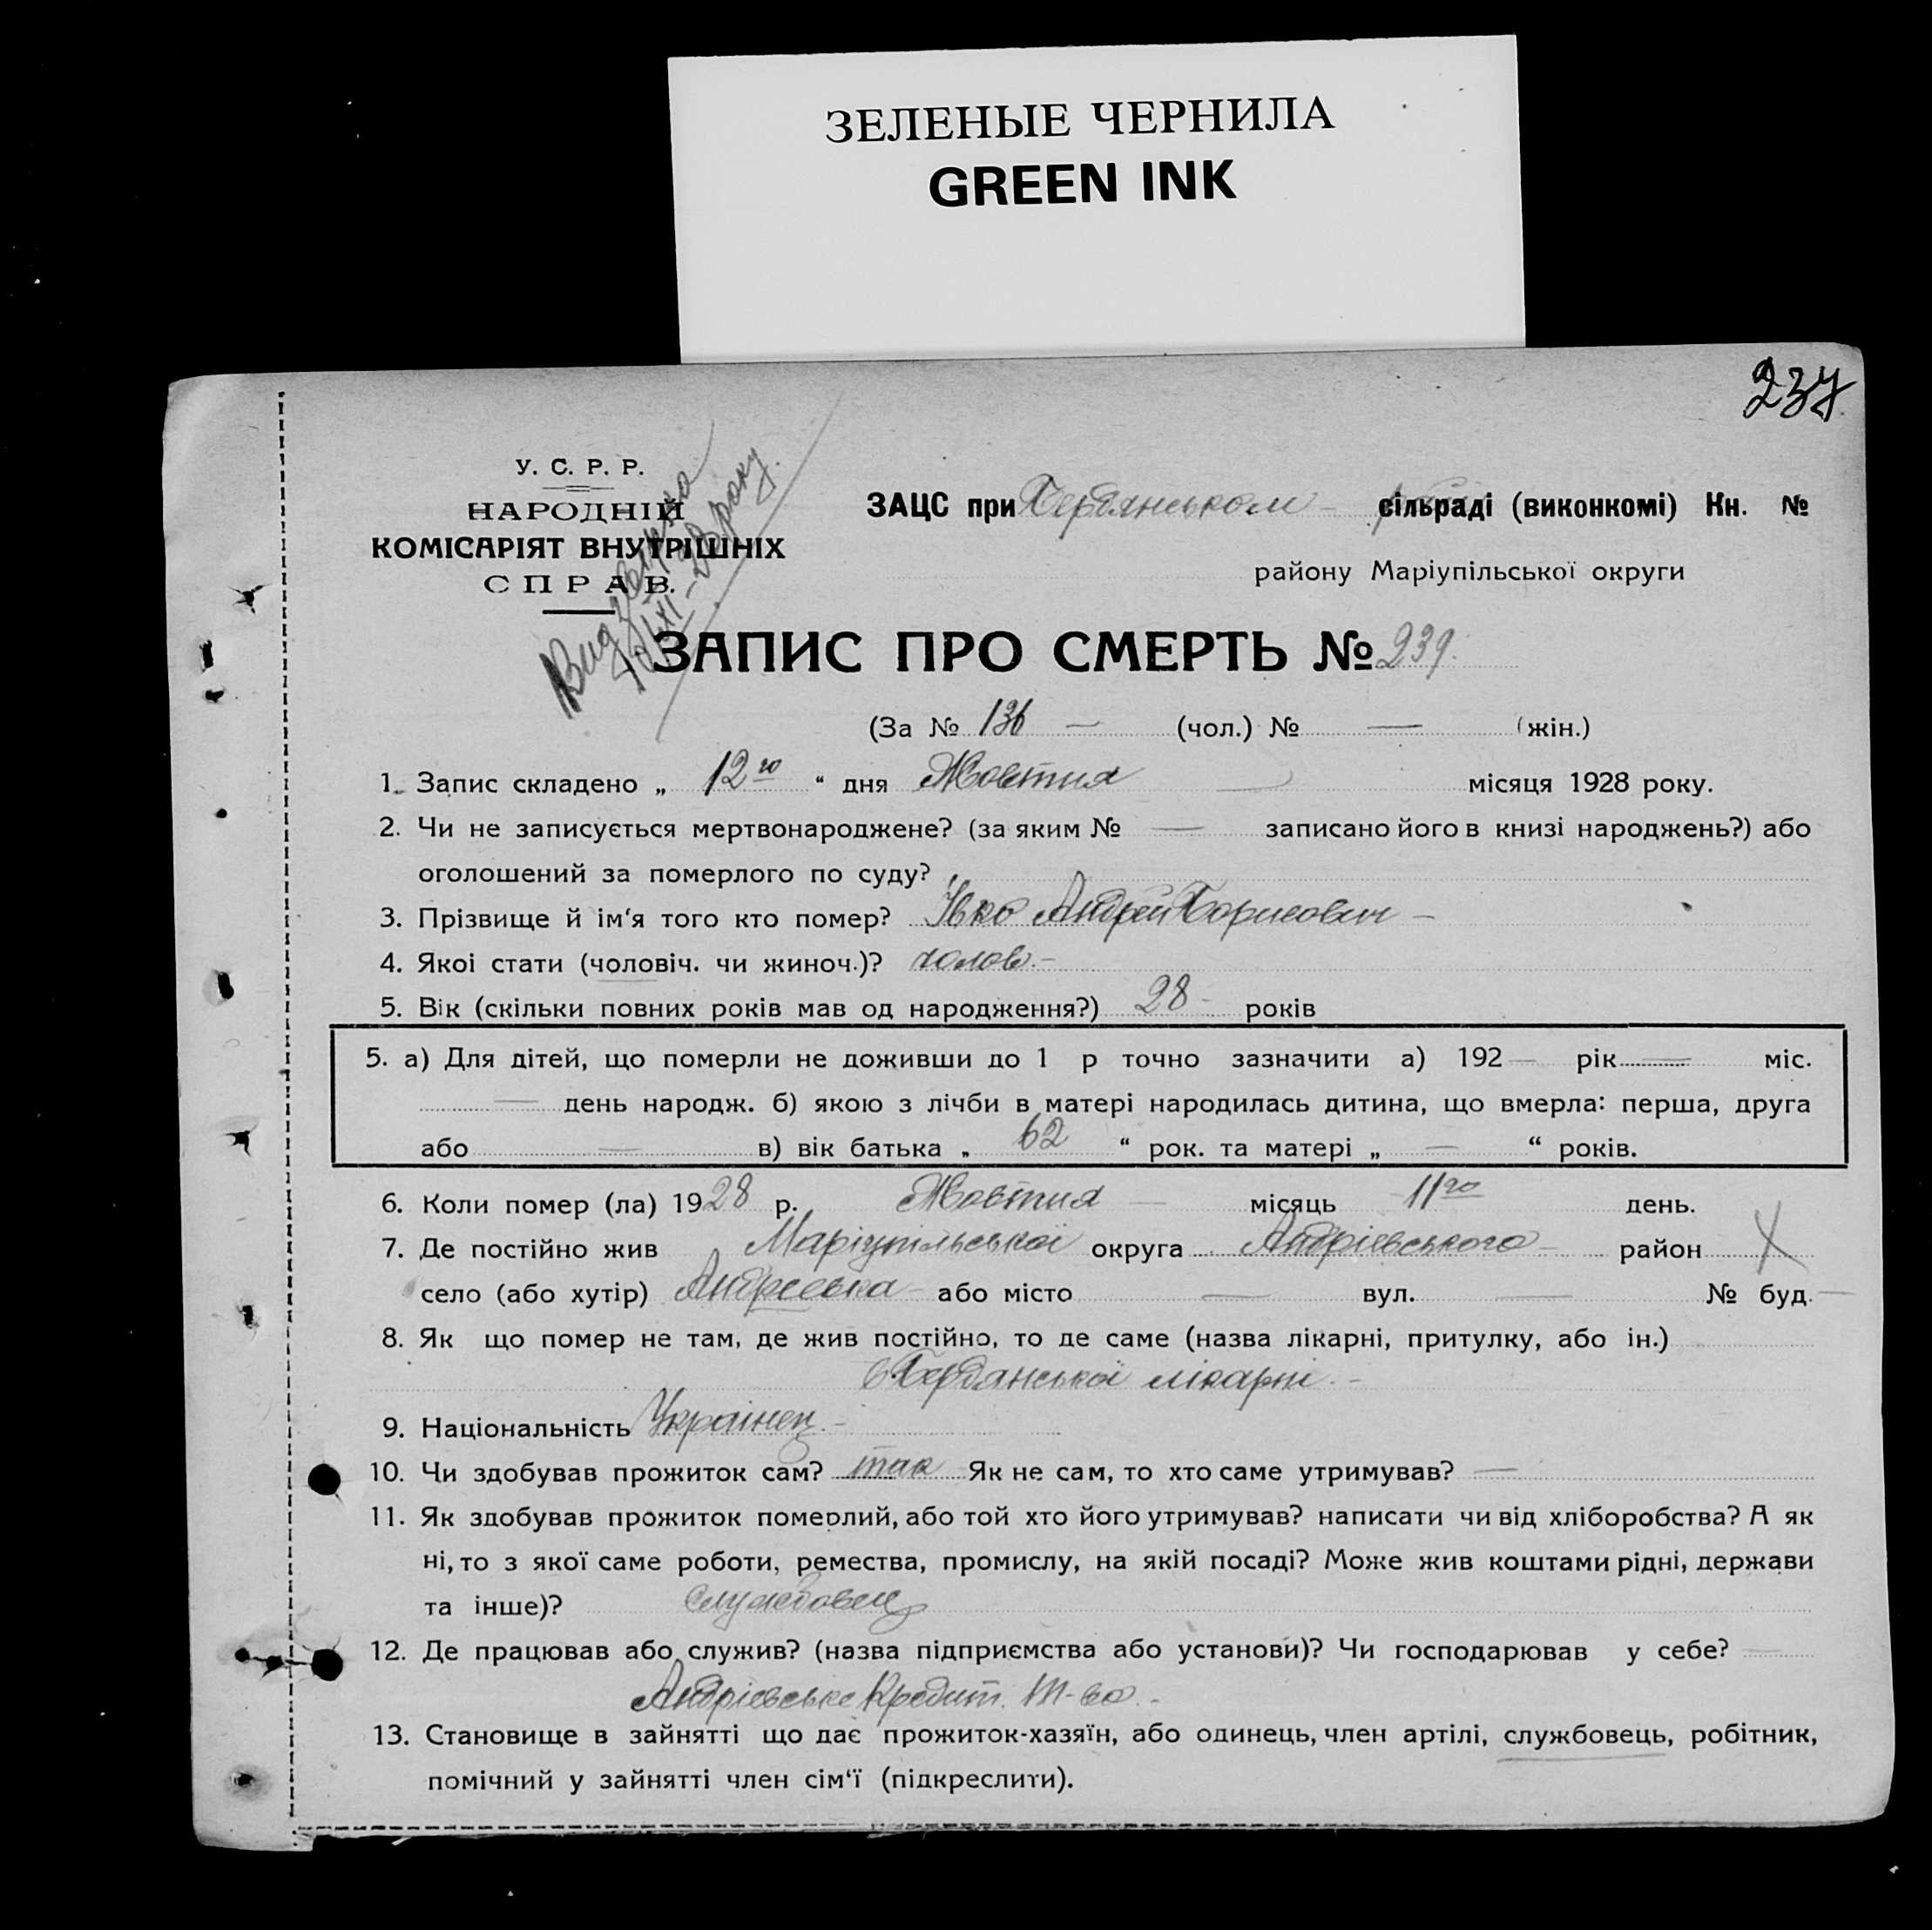 ЗЕЛЕНЫЕ ЧЕРНИЛА
GREEN INK
237
У. С. Р. Р.
НАРОДНІЙ
КОМІСАРІЯТ ВНУТРІШНІХ
СПРАВ.
ЗАЦС при Бердянськом сільраді (виконкомі) Кн. №
району Маріупільської округи
ЗАПИС ПРО СМЕРТЬ № 239.
(За № 136 — (чол.) № — (жін.)
1. Запис складено „ 12го “ дня Жовтня місяця 1928 року.
2. Чи не записується мертвонароджене? (за яким № — записано його в книзі народжень?) або
оголошений за померлого по суду?
3. Прізвище й ім‘я того кто помер? Івко Андрей Борисович —
4. Якоі стати (чоловіч. чи жиноч.)? чолов. —
5. Вік (скільки повних років мав од народження?) 28 - років
5. а) Для дітей, що померли не доживши до 1 р точно зазначити а) 192 — рік — міс.
— день народж. б) якою з лічби в матері народилась дитина, що вмерла: перша, друга
або — в) вік батька „ 62 “ рок. та матері „ — “ років.
6. Коли помер (ла) 1928 р. Жовтня — місяць 11го день.
7. Де постійно жив Маріупільської округа Андріевського — район
село (або хутір) Андреевка — або місто — вул. — № буд. —
8. Як що помер не там, де жив постійно, то де саме (назва лікарні, притулку, або ін.)
в Бердянської лікарні. —
9. Національність Українец. —
10. Чи здобував прожиток сам? так Як не сам, то хто саме утримував? —
11. Як здобував прожиток померлий, або той хто його утримував? написати чи від хліборобства? А як
ні, то з якої саме роботи, ремества, промислу, на якій посаді? Може жив коштами рідні, держави
та інше)? Службовец
12. Де працював або служив? (назва підприємства або установи)? Чи господарював у себе? —
Андріевське Кредит. т-во. -
13. Становище в зайнятті що дає прожиток-хазяїн, або одинець, член артілі, службовець, робітник,
помічний у зайнятті член сім‘ї (підкреслити).